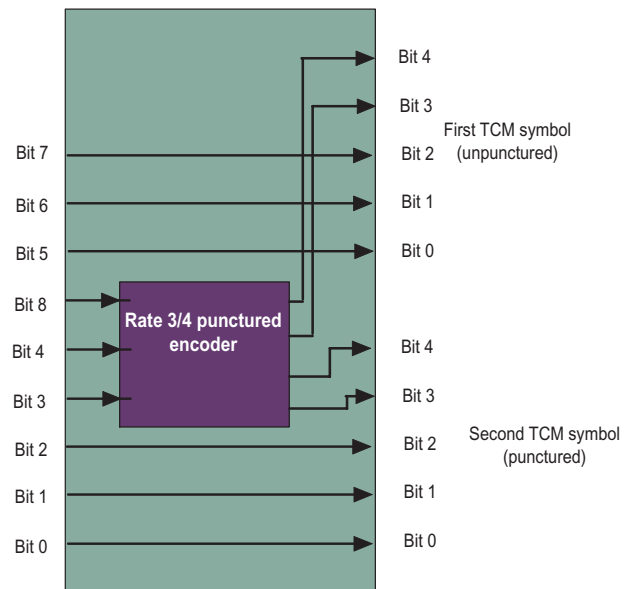 Bit 7
Bit 6
Bit 5
Bit 8
Bit 4
Bit 3
Bit 2
Bit 1
Bit 0
Rate 3/4 punctured
encoder
Bit 4
Bit 3
Bit 2
Bit 1
Bit 0
First TCM symbol
(unpunctured)
Bit 4
Bit 3
Bit 2
Bit 1
Bit 0
Second TCM symbol
(punctured)